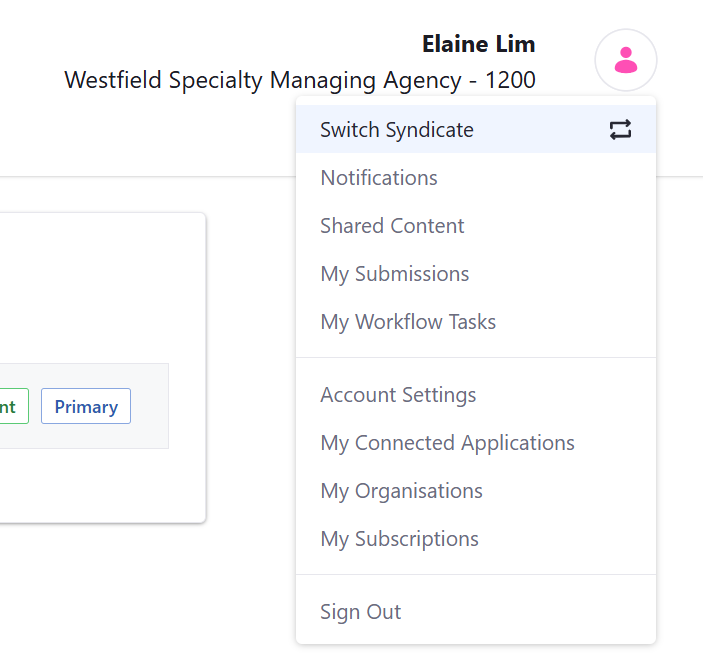 Elaine Lim
Westfield Specialty Managing Agency - 1200
Switch Syndicate
Notifications
Shared Content
My Submissions
My Workflow Tasks
nt
Primary
Account Settings
My Connected Applications
My Organisations
My Subscriptions
Sign Out